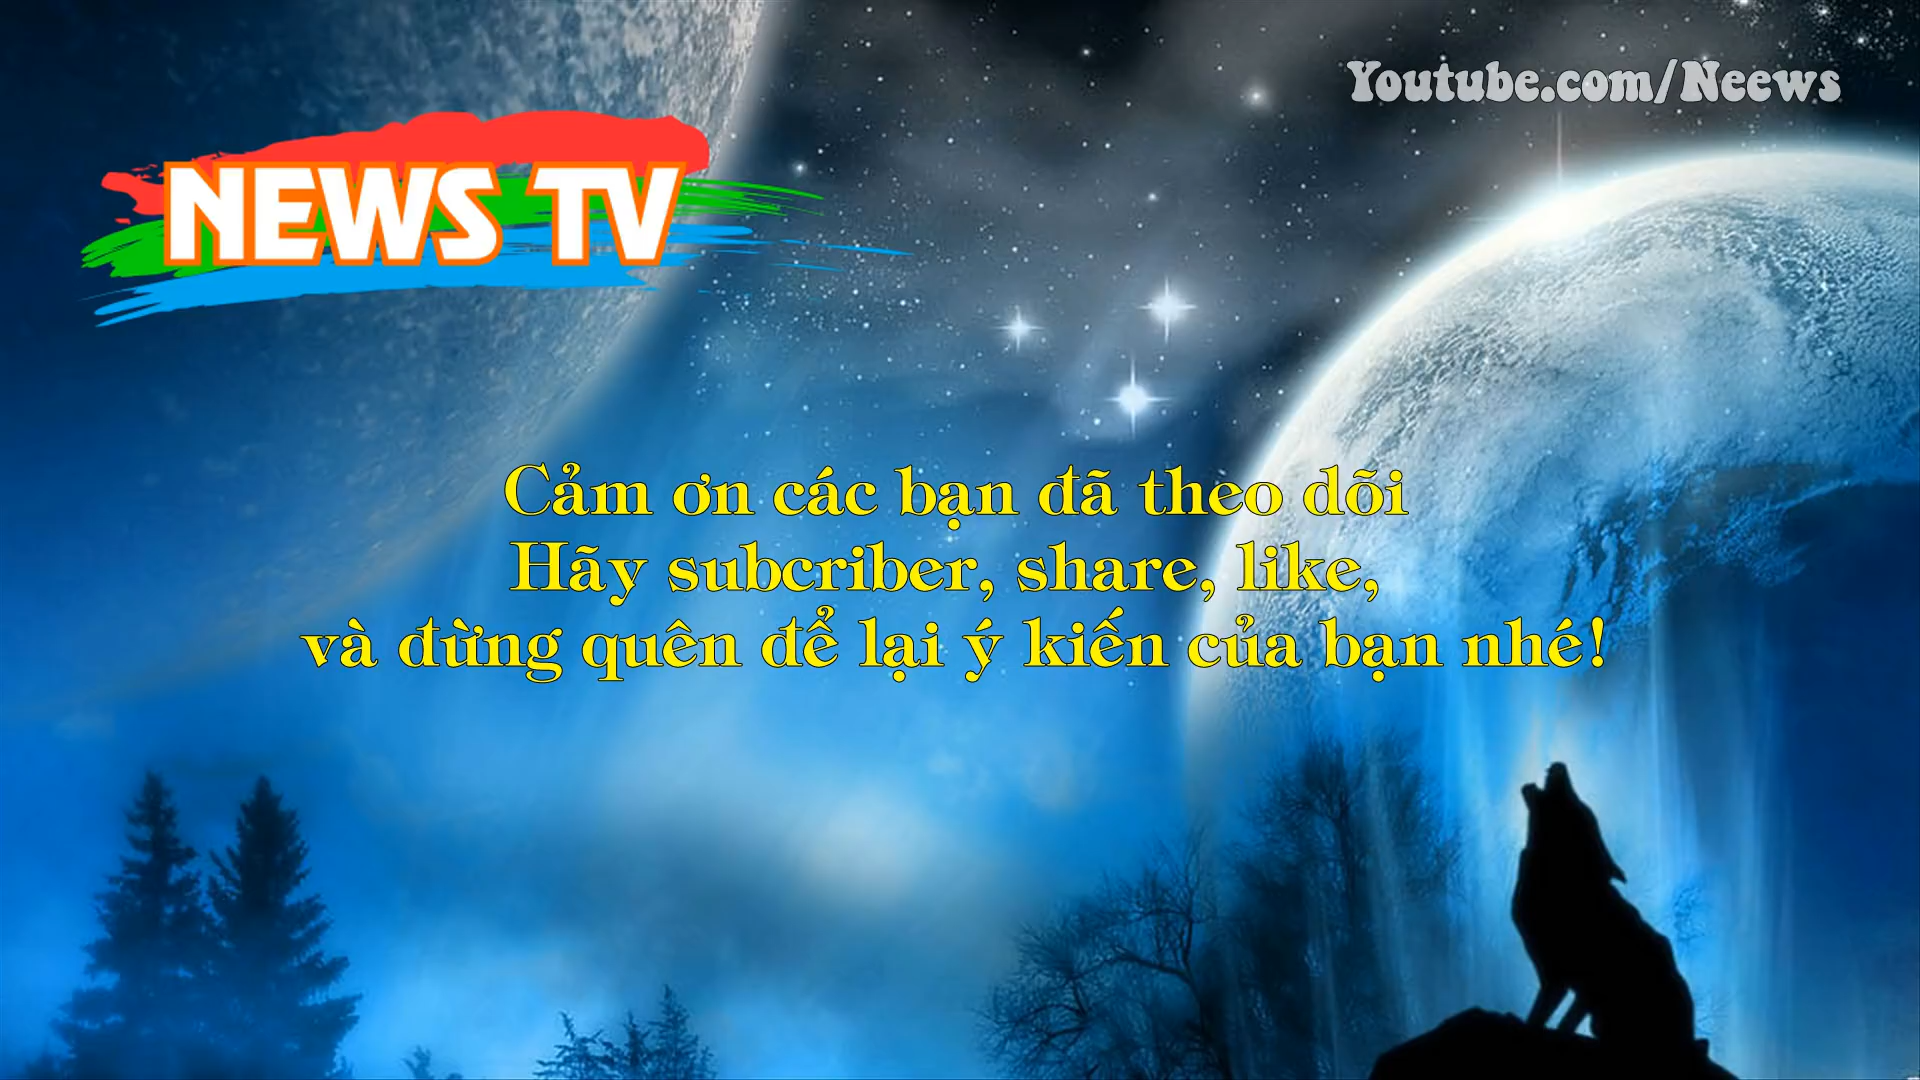 Youtube.com/Neews
NEWS TV
Cảm ơn các bạn đã theo dõi
Hãy subcriber, share, like,
và đừng quên để lại ý kiến của bạn nhé!